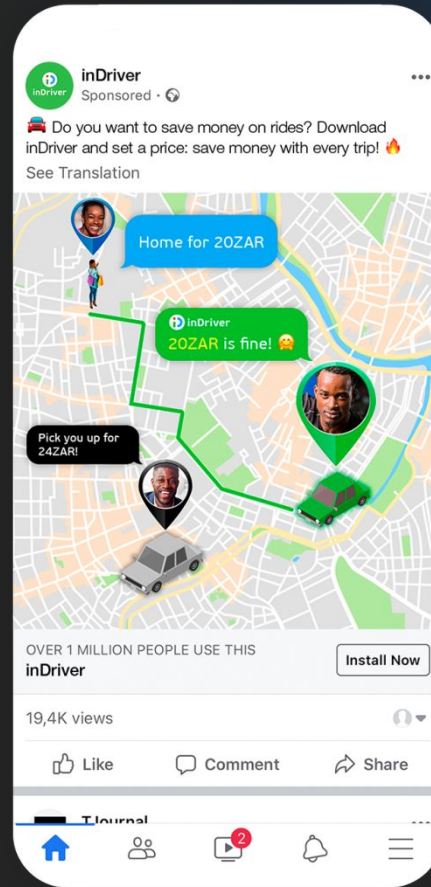 inDriver
inDriver
Sponsored ·
🚘 Do you want to save money on rides? Download
inDriver and set a price: save money with every trip! 🔥
See Translation
Home for 20ZAR
inDriver
20ZAR is fine! 🤗
Pick you up for
24ZAR!
OVER 1 MILLION PEOPLE USE THIS
inDriver
Install Now
19,4K views
Like
Comment
Share
TJournal
2